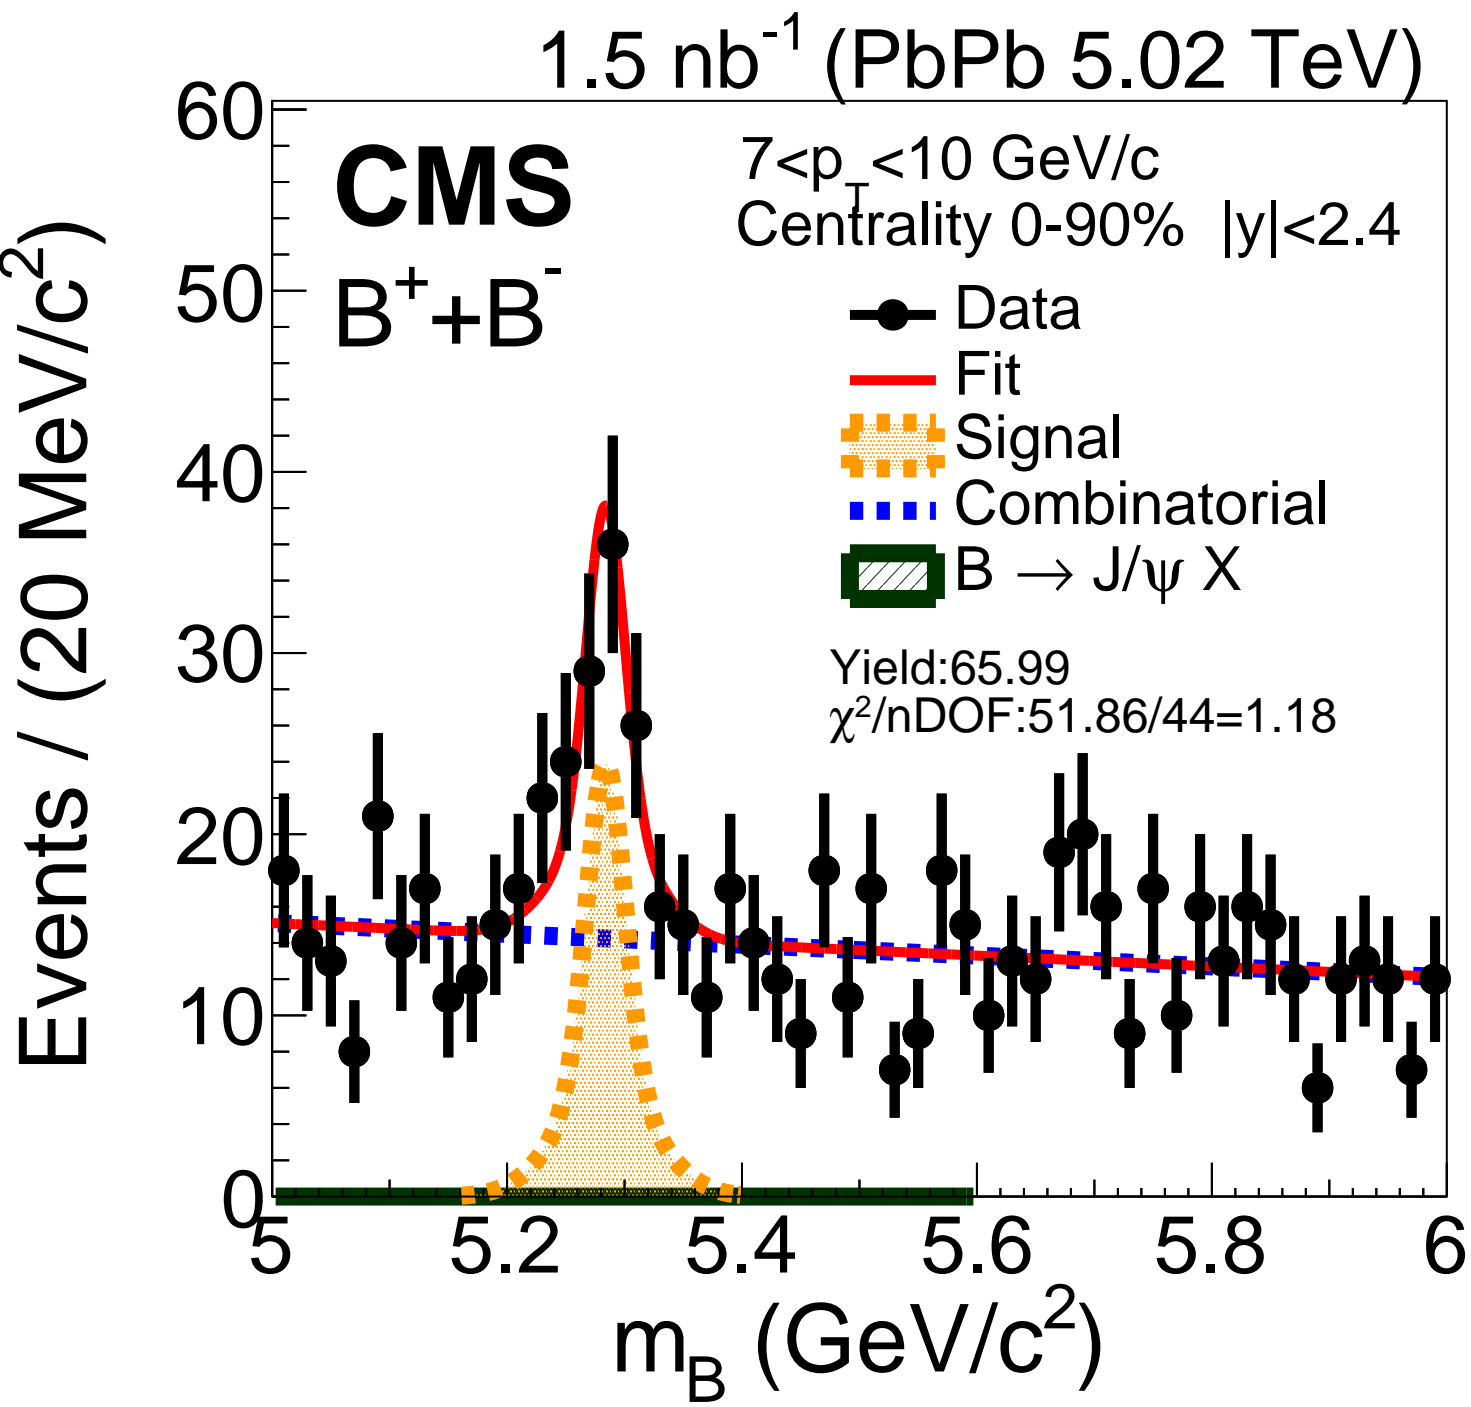 1.5 nb⁻¹ (PbPb 5.02 TeV)
CMS
B⁺+B⁻
7<p_T<10 GeV/c
Centrality 0-90% |y|<2.4
Data
Fit
Signal
Combinatorial
B → J/ψ X
Yield:65.99
χ²/nDOF:51.86/44=1.18
Events / (20 MeV/c²)
60
50
40
30
20
10
0
5 5.2 5.4 5.6 5.8 6
m_B (GeV/c²)